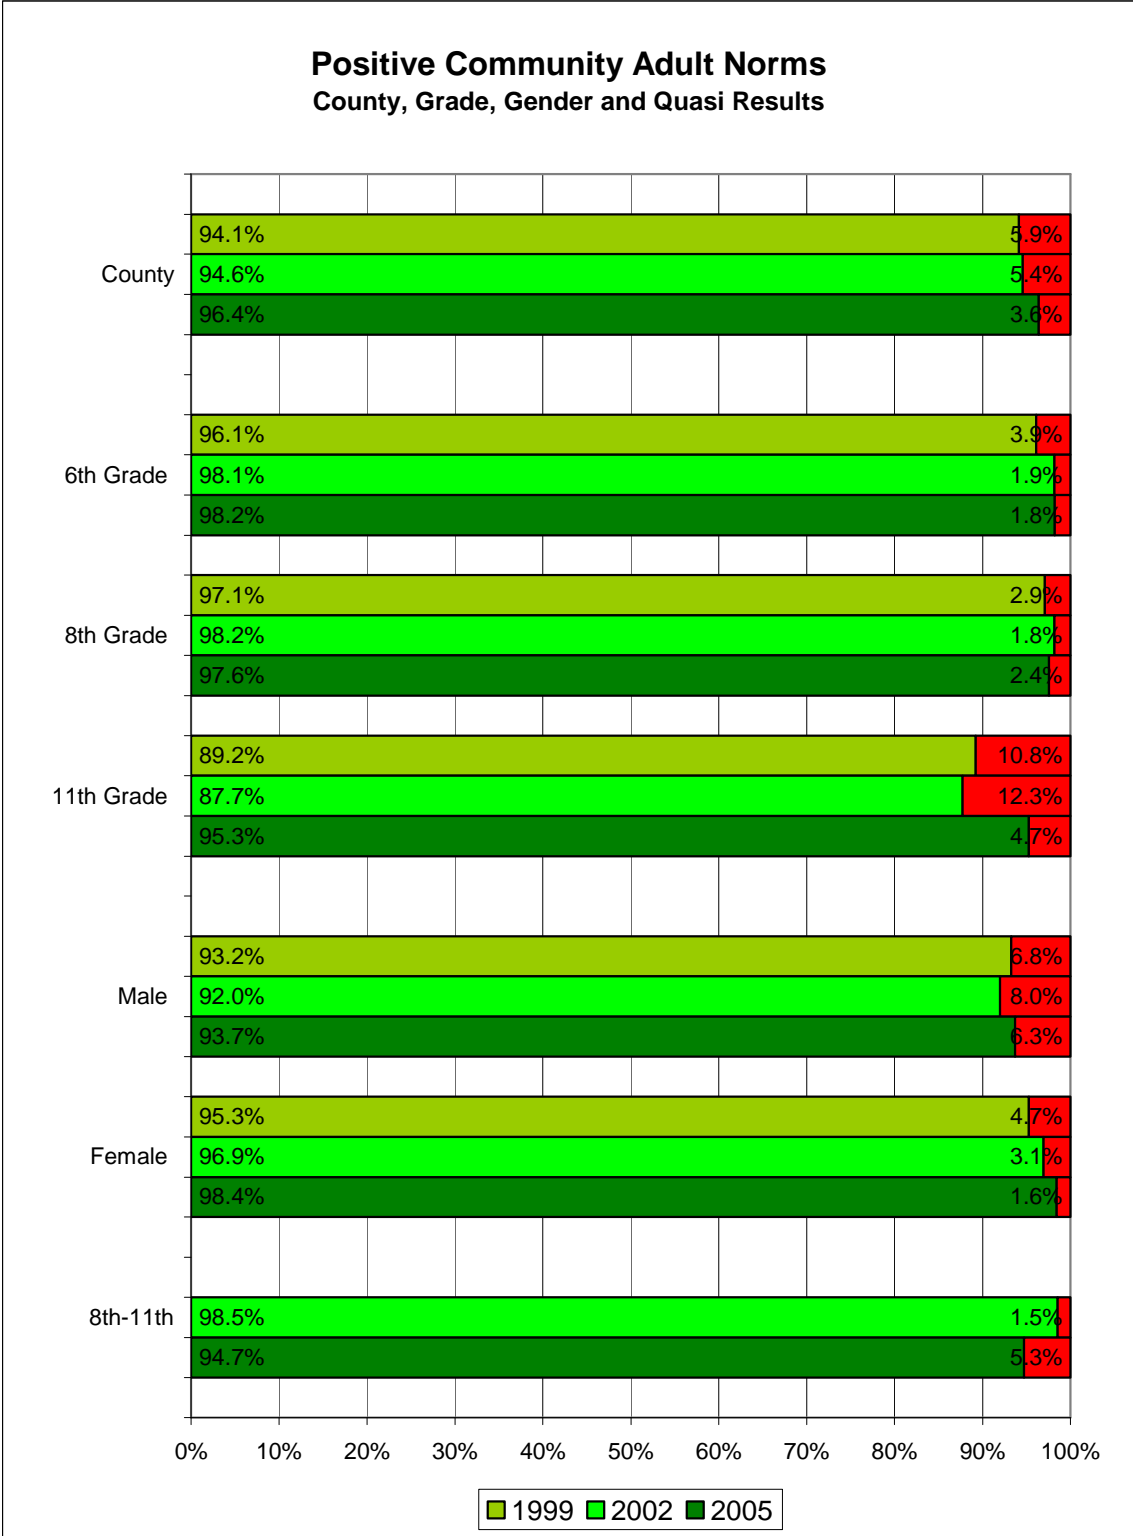 Positive Community Adult Norms
County, Grade, Gender and Quasi Results
94.1% 5.9%
County 94.6% 5.4%
96.4% 3.6%
96.1% 3.9%
6th Grade 98.1% 1.9%
98.2% 1.8%
97.1% 2.9%
8th Grade 98.2% 1.8%
97.6% 2.4%
89.2% 10.8%
11th Grade 87.7% 12.3%
95.3% 4.7%
93.2% 6.8%
Male 92.0% 8.0%
93.7% 6.3%
95.3% 4.7%
Female 96.9% 3.1%
98.4% 1.6%
8th-11th 98.5% 1.5%
94.7% 5.3%
0% 10% 20% 30% 40% 50% 60% 70% 80% 90% 100%
1999 2002 2005